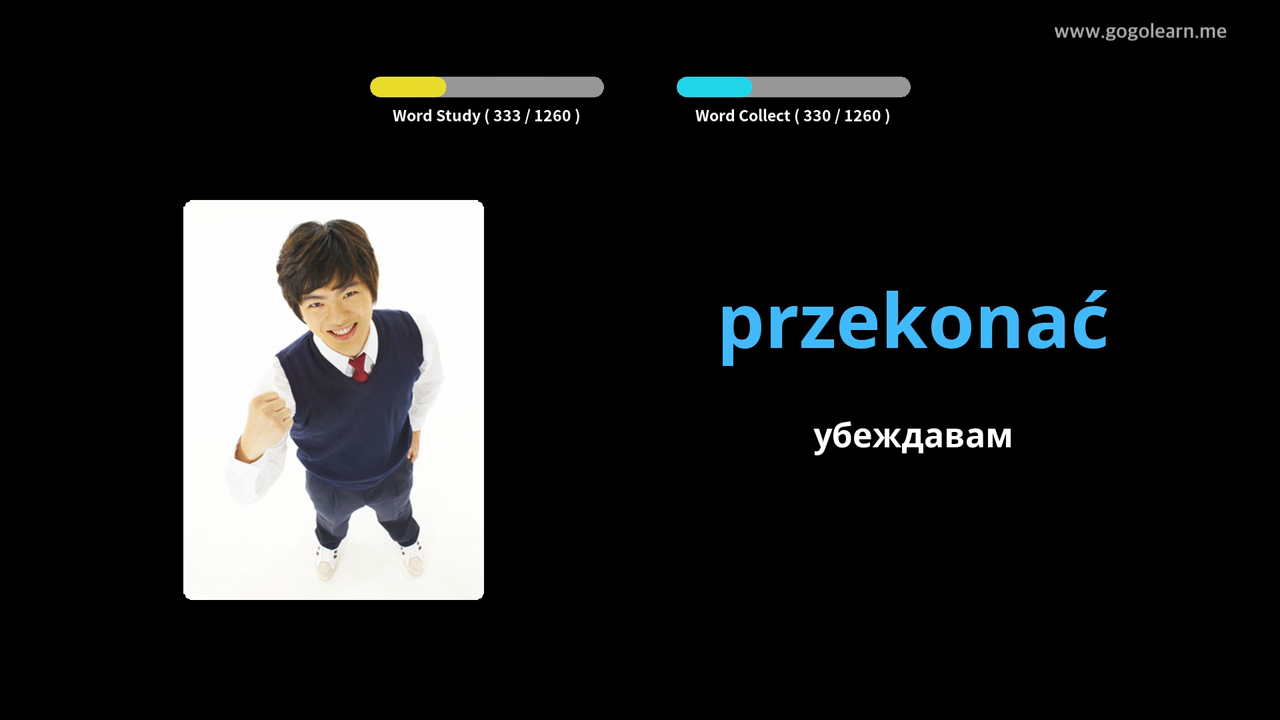 www.gogolearn.me
Word Study ( 333 / 1260 )
Word Collect ( 330 / 1260 )
przekonać
убеждавам